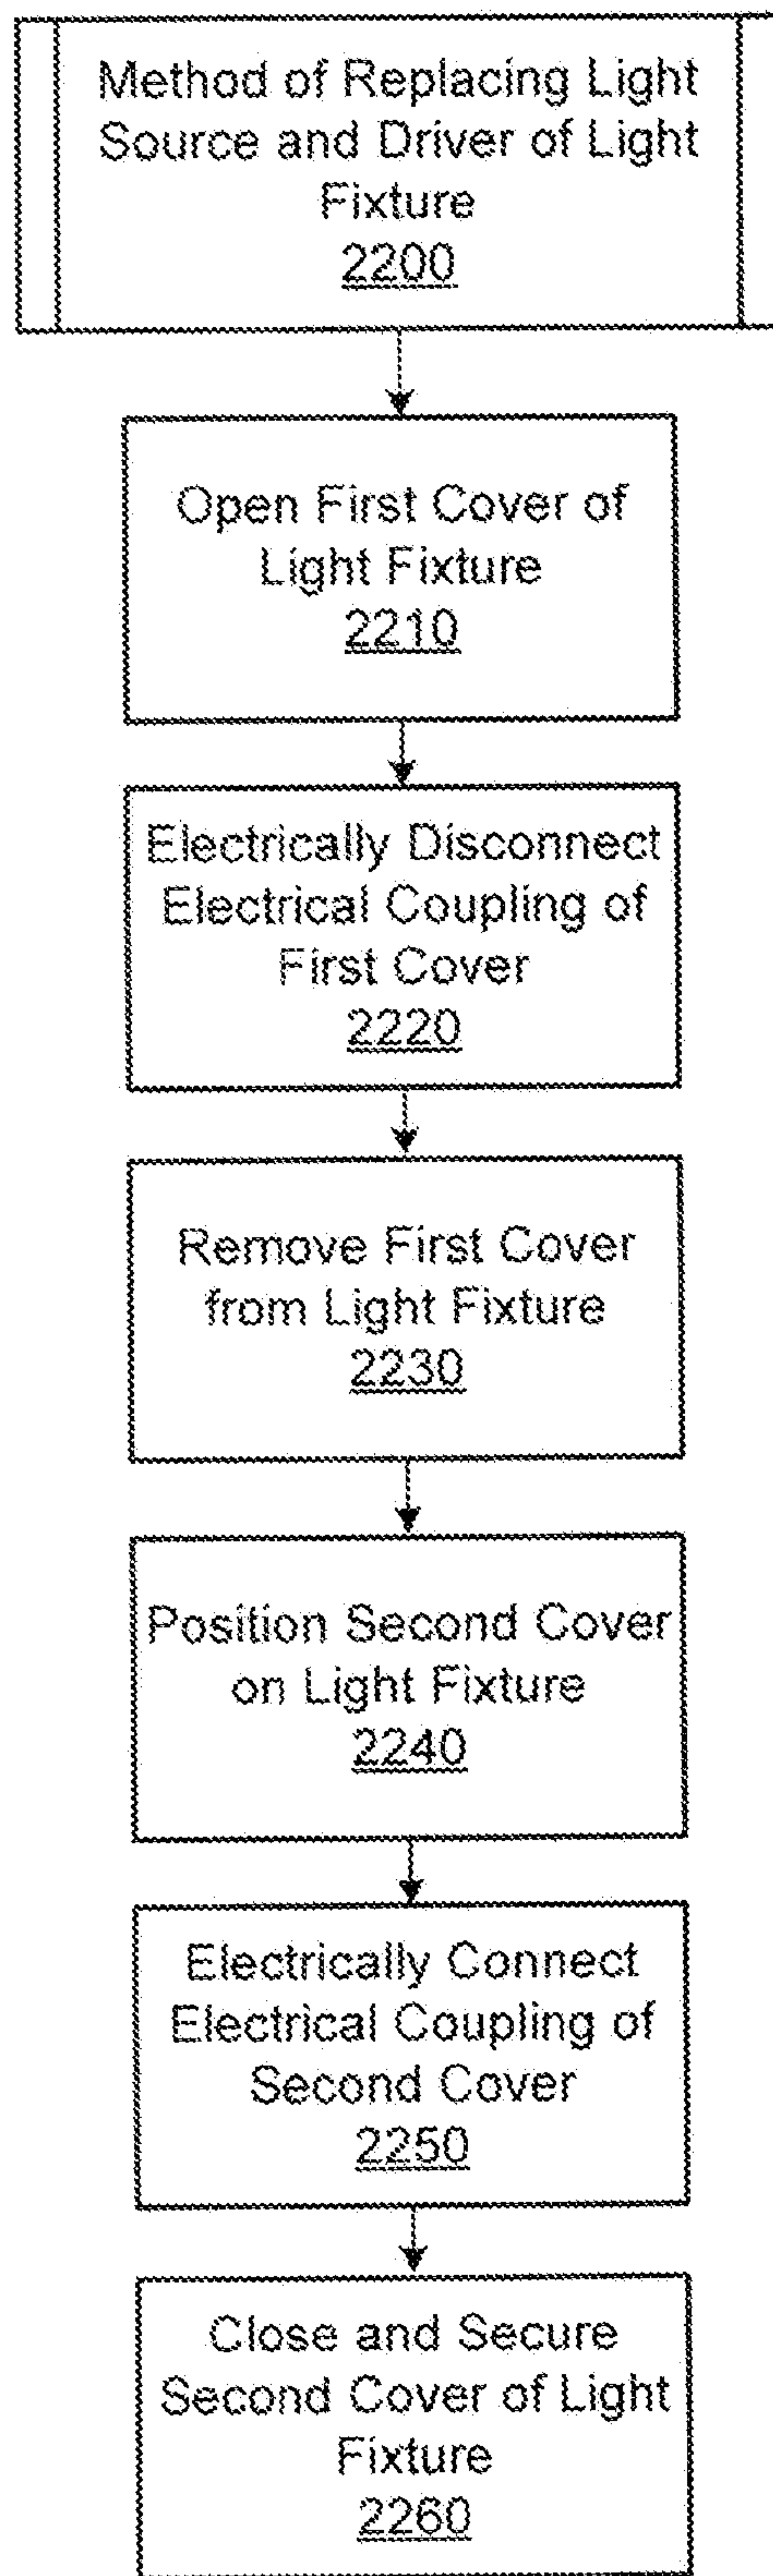 Method of Replacing Light
Source and Driver of Light
Fixture
2200
Open First Cover of
Light Fixture
2210
Electrically Disconnect
Electrical Coupling of
First Cover
2220
Remove First Cover
from Light Fixture
2230
Position Second Cover
on Light Fixture
2240
Electrically Connect
Electrical Coupling of
Second Cover
2250
Close and Secure
Second Cover of Light
Fixture
2260